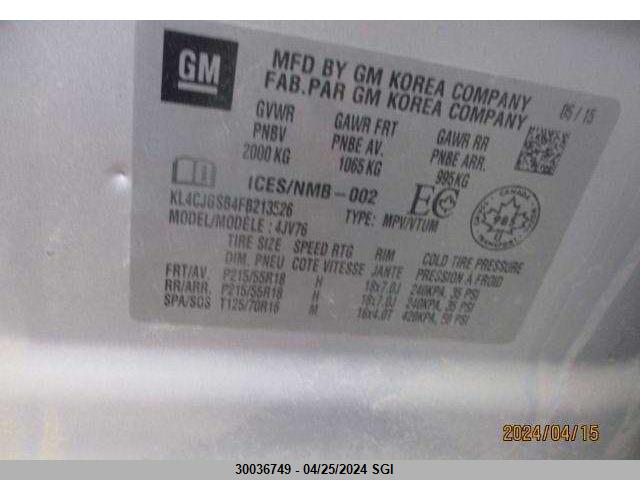 GM
MFD BY GM KOREA COMPANY
FAB.PAR GM KOREA COMPANY
05/15
GVWR GAWR FRT GAWR RR
PNBV PNBE AV. PNBE ARR.
2000 KG 1065 KG 995KG
ICES/NMB-002
KL4CJGSB4FB213526
MODEL/MODELE: 4JV76 TYPE: MPV/VTUM
TIRE SIZE SPEED RTG RIM COLD TIRE PRESSURE
DIM. PNEU COTE VITESSE JANTE PRESSION À FROID
FRT/AV. P215/55R18 H 18x7.0J 240KPA, 35 PSI
RR/ARR. P215/55R18 H 18x7.0J 240KPA, 35 PSI
SPA/SCS T125/70R16 M 16x4.0T 420KPA, 60 PSI
2024/04/15
30036749 - 04/25/2024 SGI